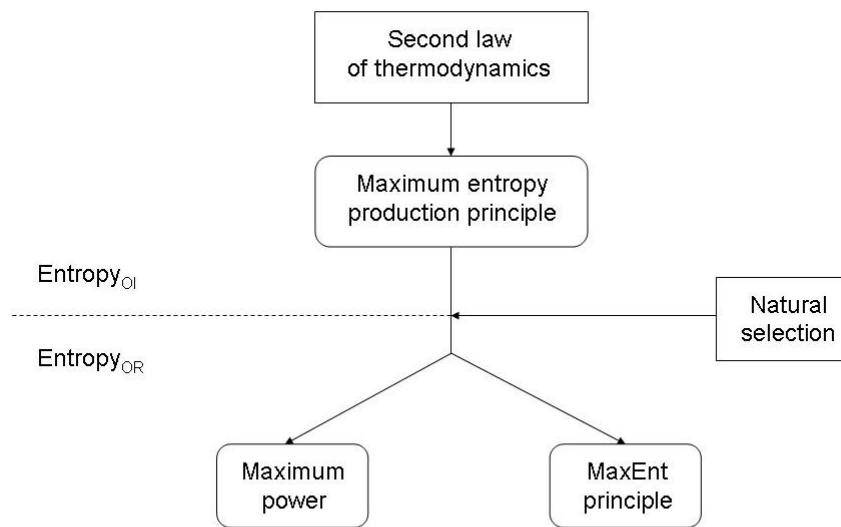 Second law
of thermodynamics
Maximum entropy
production principle
Entropy_OI
Natural
selection
Entropy_OR
Maximum
power
MaxEnt
principle